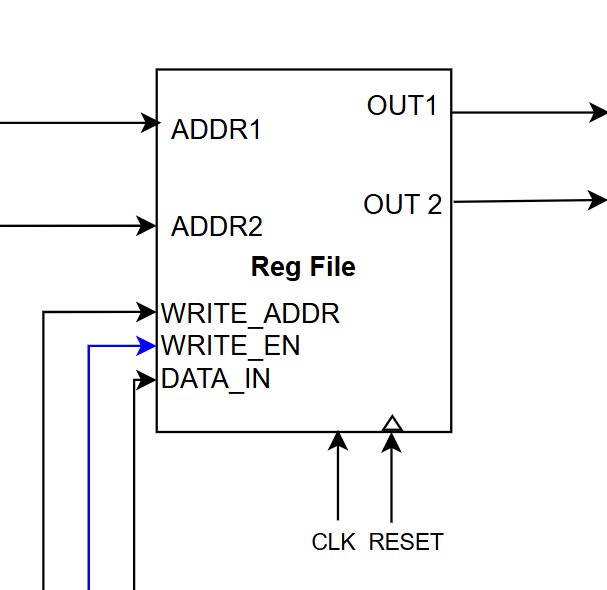 OUT1
ADDR1
OUT 2
ADDR2
Reg File
WRITE_ADDR
WRITE_EN
DATA_IN
CLK RESET